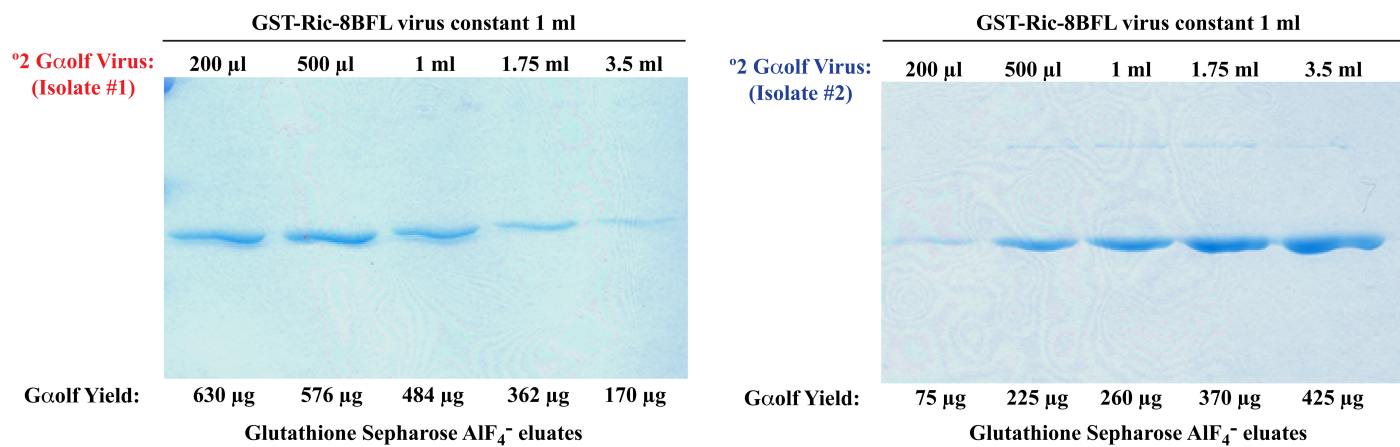 GST-Ric-8BFL virus constant 1 ml
º2 Gαolf Virus:
(Isolate #1)
200 µl 500 µl 1 ml 1.75 ml 3.5 ml
Gαolf Yield: 630 µg 576 µg 484 µg 362 µg 170 µg
Glutathione Sepharose AlF₄⁻ eluates
GST-Ric-8BFL virus constant 1 ml
º2 Gαolf Virus:
(Isolate #2)
200 µl 500 µl 1 ml 1.75 ml 3.5 ml
Gαolf Yield: 75 µg 225 µg 260 µg 370 µg 425 µg
Glutathione Sepharose AlF₄⁻ eluates